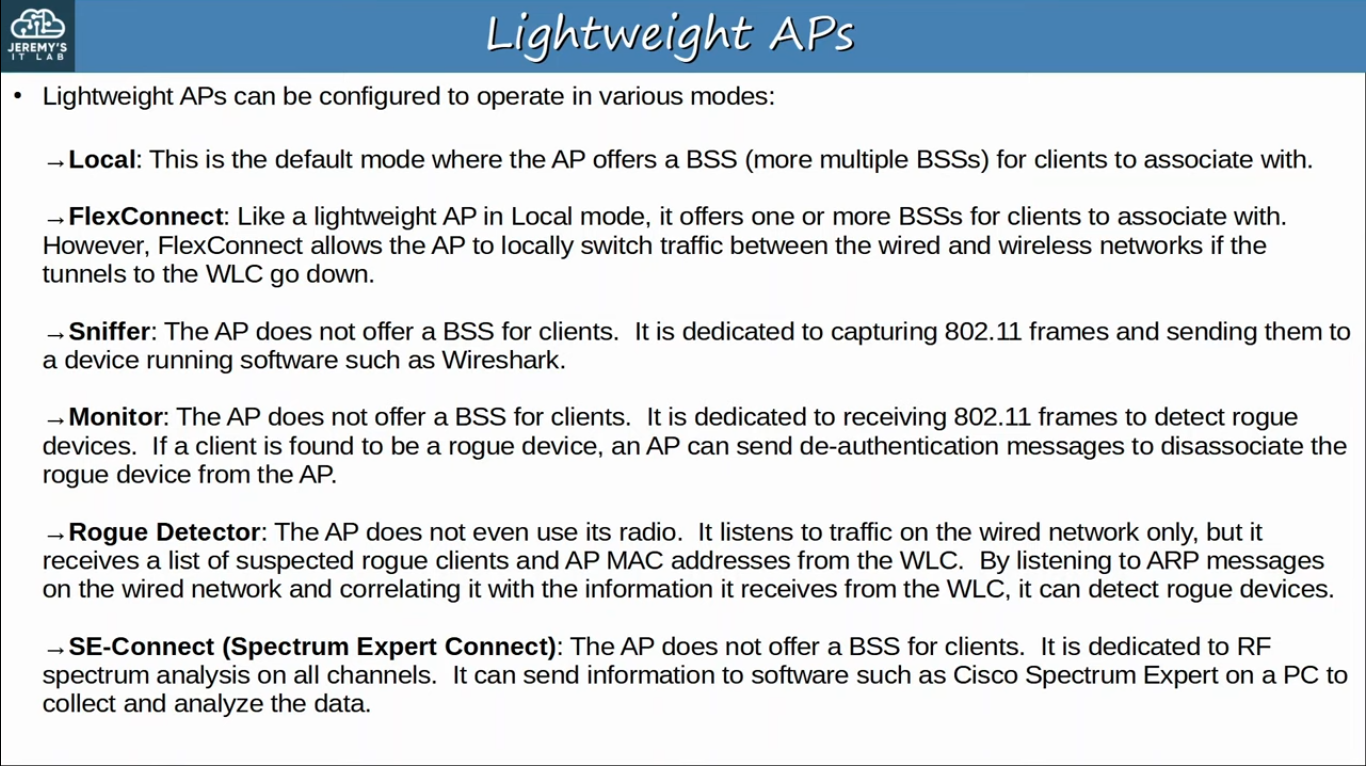 JEREMY'S
IT LAB
Lightweight APs
• Lightweight APs can be configured to operate in various modes:
→Local: This is the default mode where the AP offers a BSS (more multiple BSSs) for clients to associate with.
→FlexConnect: Like a lightweight AP in Local mode, it offers one or more BSSs for clients to associate with.
However, FlexConnect allows the AP to locally switch traffic between the wired and wireless networks if the
tunnels to the WLC go down.
→Sniffer: The AP does not offer a BSS for clients.  It is dedicated to capturing 802.11 frames and sending them to
a device running software such as Wireshark.
→Monitor: The AP does not offer a BSS for clients.  It is dedicated to receiving 802.11 frames to detect rogue
devices.  If a client is found to be a rogue device, an AP can send de-authentication messages to disassociate the
rogue device from the AP.
→Rogue Detector: The AP does not even use its radio.  It listens to traffic on the wired network only, but it
receives a list of suspected rogue clients and AP MAC addresses from the WLC.  By listening to ARP messages
on the wired network and correlating it with the information it receives from the WLC, it can detect rogue devices.
→SE-Connect (Spectrum Expert Connect): The AP does not offer a BSS for clients.  It is dedicated to RF
spectrum analysis on all channels.  It can send information to software such as Cisco Spectrum Expert on a PC to
collect and analyze the data.